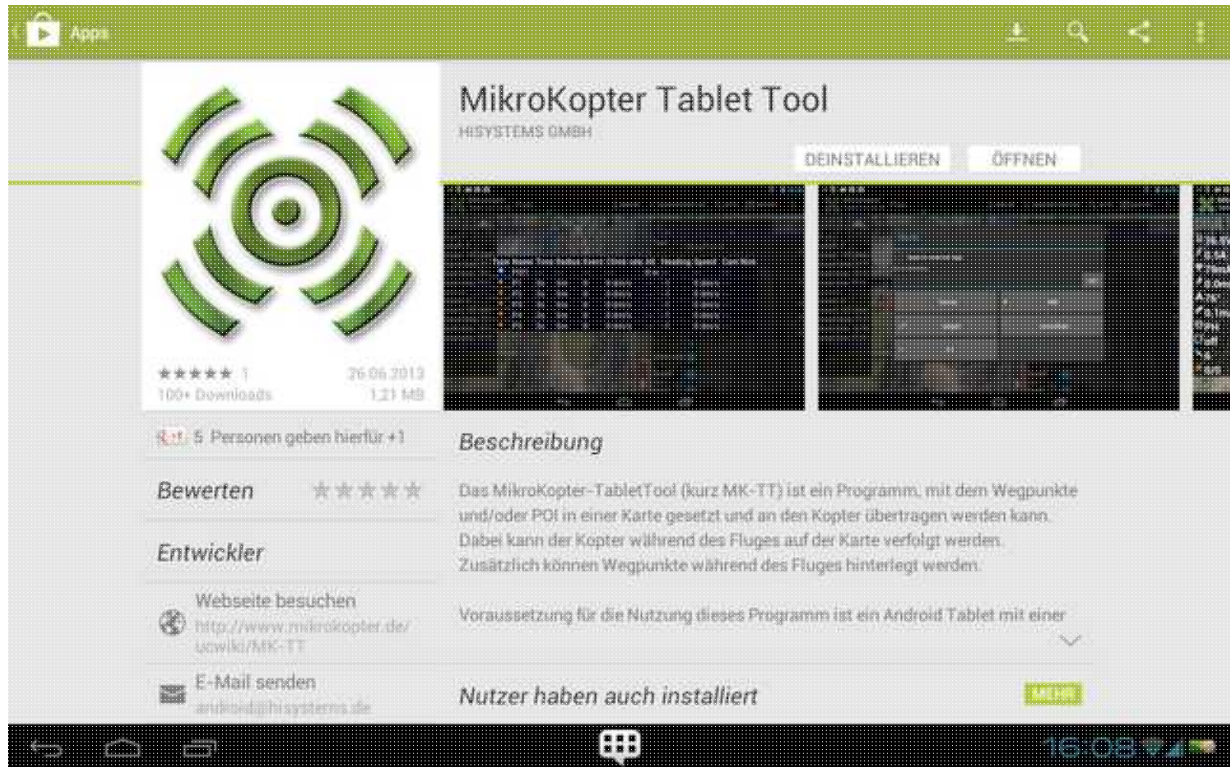 Apps
MikroKopter Tablet Tool
HISYSTEMS GMBH
DEINSTALLIEREN
ÖFFNEN
1
26.06.2013
100+ Downloads
1,21 MB
5 Personen geben hierfür +1
Bewerten
Entwickler
Webseite besuchen
http://www.mikrokopter.de/
ucwiki/MK-TT
E-Mail senden
android@hisystems.de
Beschreibung
Das MikroKopter-TabletTool (kurz MK-TT) ist ein Programm, mit dem Wegpunkte
und/oder POI in einer Karte gesetzt und an den Kopter übertragen werden kann.
Dabei kann der Kopter während des Fluges auf der Karte verfolgt werden.
Zusätzlich können Wegpunkte während des Fluges hinterlegt werden.
Voraussetzung für die Nutzung dieses Programm ist ein Android Tablet mit einer
Nutzer haben auch installiert
MEHR
16:08